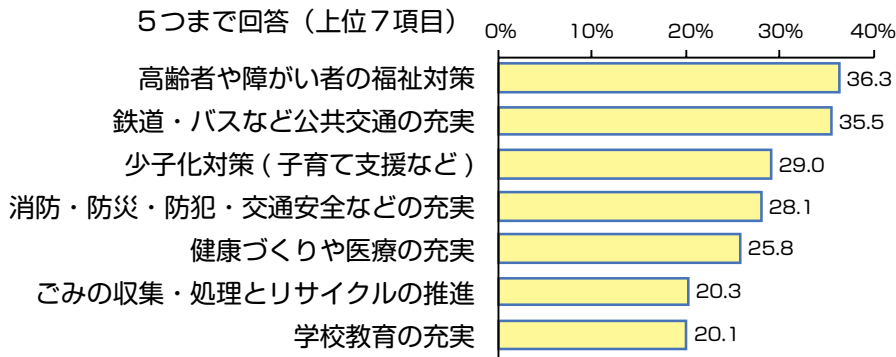 5つまで回答（上位7項目）
0% 10% 20% 30% 40%
高齢者や障がい者の福祉対策 36.3
鉄道・バスなど公共交通の充実 35.5
少子化対策(子育て支援など) 29.0
消防・防災・防犯・交通安全などの充実 28.1
健康づくりや医療の充実 25.8
ごみの収集・処理とリサイクルの推進 20.3
学校教育の充実 20.1